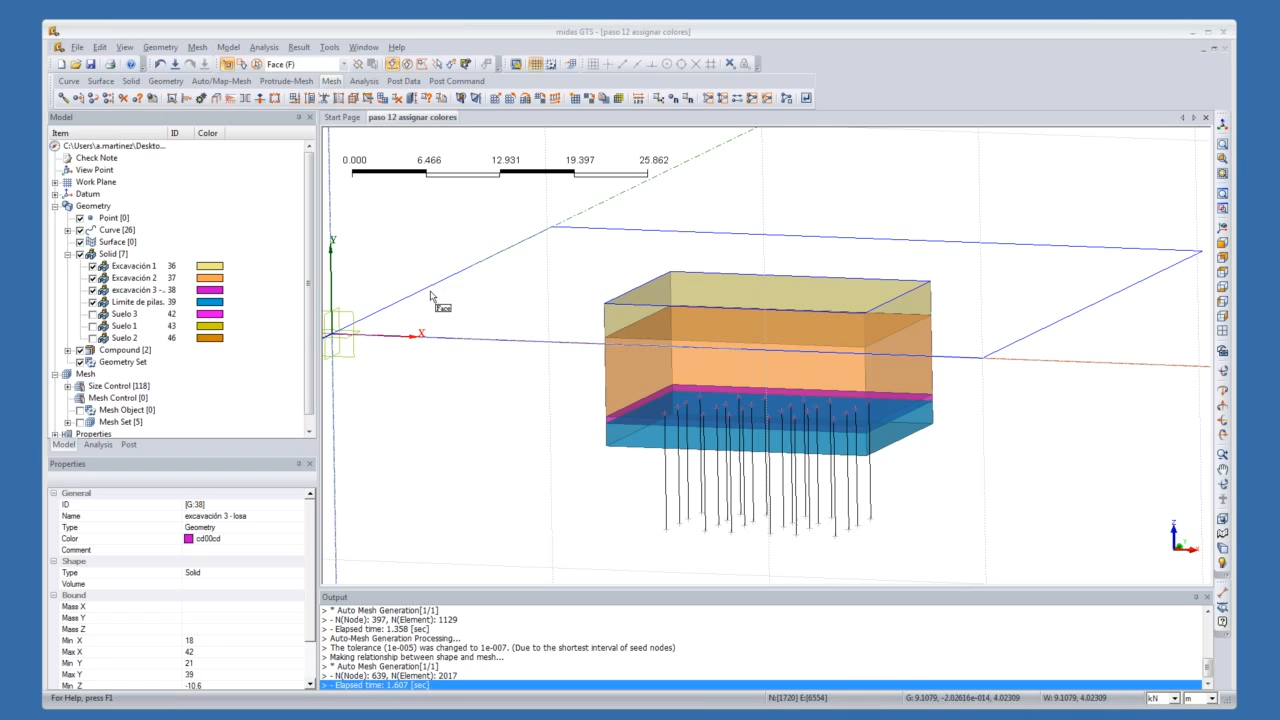 midas GTS - [paso 12 assignar colores]
File Edit View Geometry Mesh Model Analysis Result Tools Window Help
Face (F)
Curve Surface Solid Geometry Auto/Map-Mesh Protrude-Mesh Mesh Analysis Post Data Post Command
Model
Start Page paso 12 assignar colores
Item ID Color
C:\Users\a.martinez\Deskto...
Check Note
View Point
Work Plane
Datum
Geometry
Point [0]
Curve [26]
Surface [0]
Solid [7]
Excavación 1 36
Excavación 2 37
excavación 3 -.. 38
Limite de pilas. 39
Suelo 3 42
Suelo 1 43
Suelo 2 46
Compound [2]
Geometry Set
Mesh
Size Control [118]
Mesh Control [0]
Mesh Object [0]
Mesh Set [5]
Properties
Model Analysis Post
0.000 6.466 12.931 19.397 25.862
Y
X
Face
Z
Y
Properties
General
ID [G:38]
Name excavación 3 - losa
Type Geometry
Color cd00cd
Comment
Shape
Type Solid
Volume
Bound
Mass X
Mass Y
Mass Z
Min X 18
Max X 42
Min Y 21
Max Y 39
Min Z -10,6
Output
> * Auto Mesh Generation[1/1]
> - N(Node): 397, N(Element): 1129
> - Elapsed time: 1.358 [sec]
> Auto-Mesh Generation Processing...
> The tolerance (1e-005) was changed to 1e-007. (Due to the shortest interval of seed nodes)
> Making relationship between shape and mesh...
> * Auto Mesh Generation[1/1]
> - N(Node): 639, N(Element): 2017
> - Elapsed time: 1.607 [sec]
For Help, press F1
N:[1720] E:[6554] G: 9.1079, -2.02616e-014, 4.02309 W: 9.1079, 4.02309 kN m